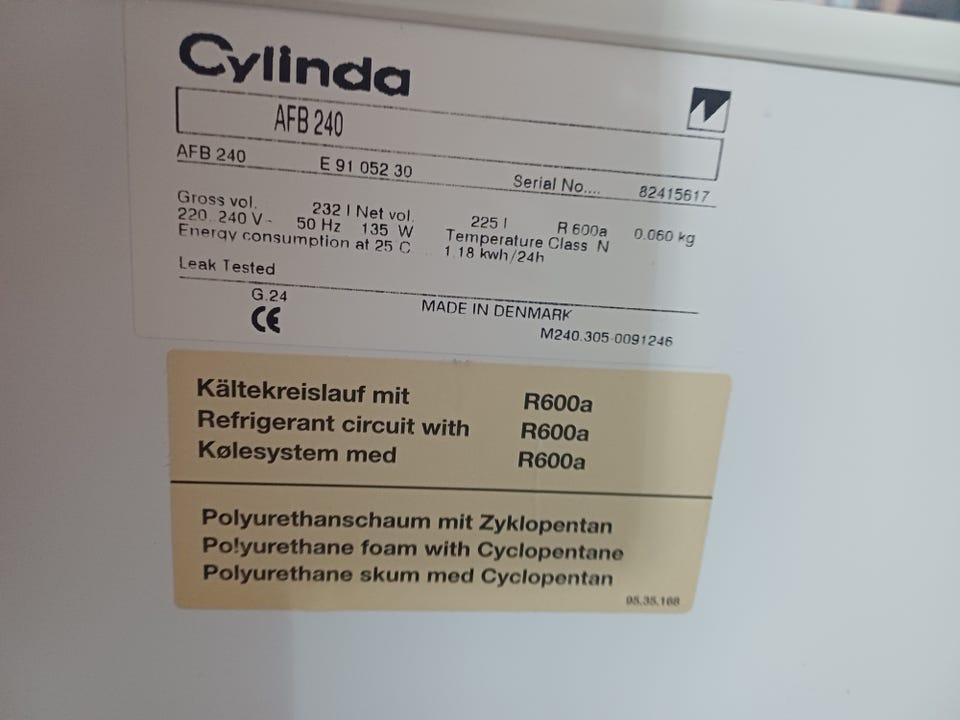 Cylinda
AFB 240
AFB 240 E 91 052 30 Serial No.... 82415617
Gross vol. 232 l Net vol. 225 l R 600a 0.060 kg
220..240 V~ 50 Hz 135 W Temperature Class N
Energy consumption at 25 C... 1.18 kwh/24h
Leak Tested
G.24 MADE IN DENMARK
CE M240.305-0091246
Kältekreislauf mit R600a
Refrigerant circuit with R600a
Kølesystem med R600a
Polyurethanschaum mit Zyklopentan
Polyurethane foam with Cyclopentane
Polyurethane skum med Cyclopentan
95.35.168